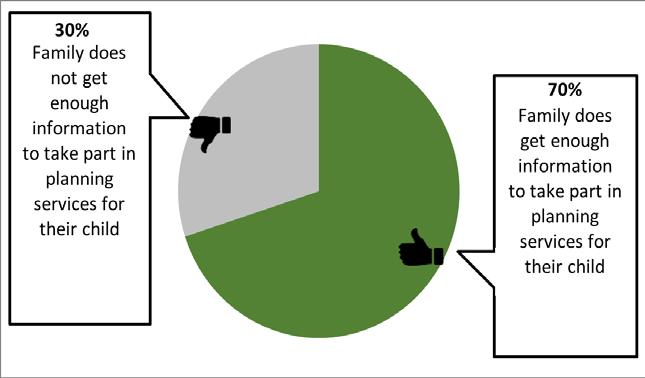 30%
Family does
not get
enough
information
to take part in
planning
services for
their child
70%
Family does
get enough
information
to take part in
planning
services for
their child